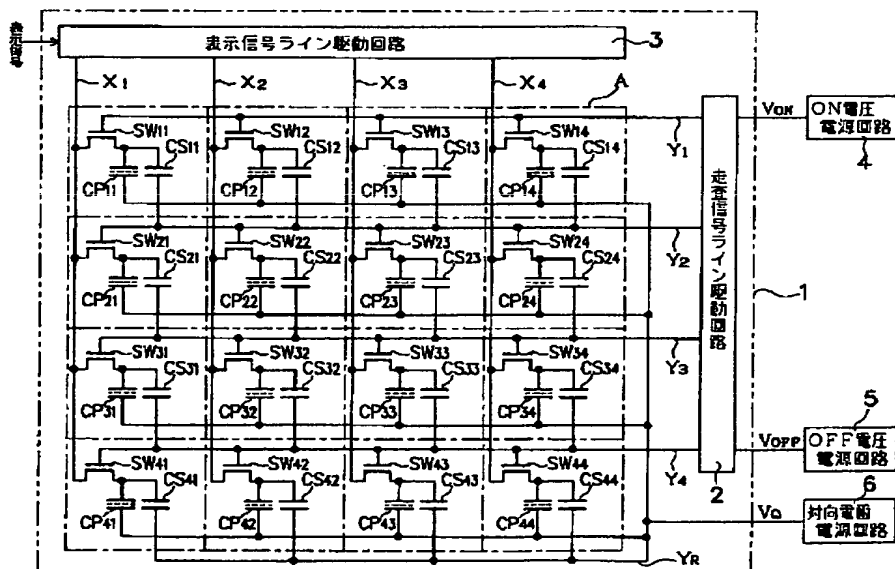 表示信号
表示信号ライン駆動回路
3
X1 X2 X3 X4 A
VON
ON電圧
電源回路
4
SW11 SW12 SW13 SW14
Y1
CS11 CS12 CS13 CS14
CP11 CP12 CP13 CP14
走査信号ライン駆動回路
SW21 SW22 SW23 SW24
Y2
CS21 CS22 CS23 CS24
CP21 CP22 CP23 CP24
1
SW31 SW32 SW33 SW34
Y3
CS31 CS32 CS33 CS34
CP31 CP32 CP33 CP34
5
VOFF
OFF電圧
電源回路
SW41 SW42 SW43 SW44
Y4
2
CS41 CS42 CS43 CS44
CP41 CP42 CP43 CP44
6
VD
対向電圧
電源回路
YR